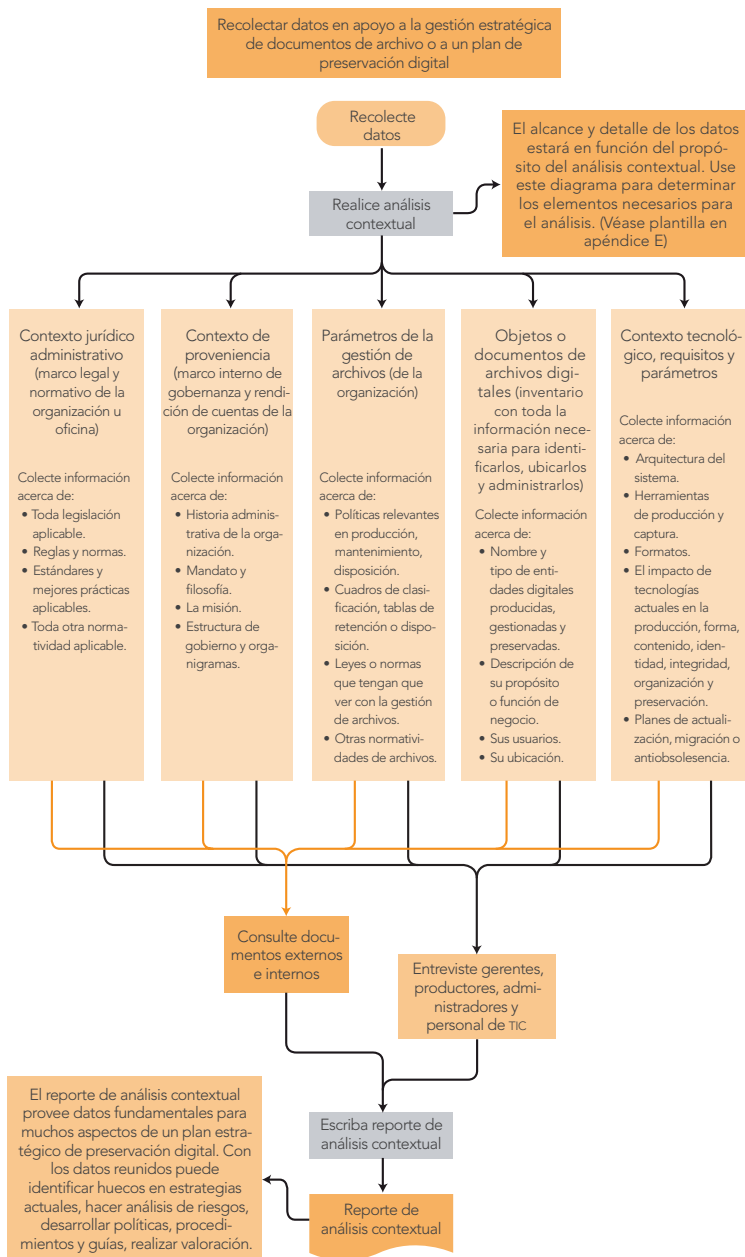 Recolectar datos en apoyo a la gestión estratégica
de documentos de archivo o a un plan de
preservación digital
Recolecte
datos
El alcance y detalle de los datos
estará en función del propó-
sito del análisis contextual. Use
este diagrama para determinar
los elementos necesarios para
el análisis. (Véase plantilla en
apéndice E)
Realice análisis
contextual
Contexto jurídico
administrativo
(marco legal y
normativo de la
organización u
oficina)
Colecte información
acerca de:
• Toda legislación
aplicable.
• Reglas y normas.
• Estándares y
mejores prácticas
aplicables.
• Toda otra norma-
tividad aplicable.
Contexto de
proveniencia
(marco interno de
gobernanza y rendi-
ción de cuentas de la
organización)
Colecte información
acerca de:
• Historia adminis-
trativa de la orga-
nización.
• Mandato y
filosofía.
• La misión.
• Estructura de
gobierno y orga-
nigramas.
Parámetros de la
gestión de
archivos (de la
organización)
Colecte información
acerca de:
• Políticas relevantes
en producción,
mantenimiento,
disposición.
• Cuadros de clasi-
ficación, tablas de
retención o dispo-
sición.
• Leyes o normas
que tengan que
ver con la gestión
de archivos.
• Otras normativi-
dades de archivos.
Objetos o
documentos de
archivos digi-
tales (inventario
con toda la
información nece-
saria para identi-
ficarlos, ubicarlos
y administrarlos)
Colecte información
acerca de:
• Nombre y
tipo de enti-
dades digitales
producidas,
gestionadas y
preservadas.
• Descripción de
su propósito
o función de
negocio.
• Sus usuarios.
• Su ubicación.
Contexto tecnoló-
gico, requisitos y
parámetros
Colecte información
acerca de:
• Arquitectura del
sistema.
• Herramientas
de producción y
captura.
• Formatos.
• El impacto de
tecnologías
actuales en la
producción, forma,
contenido, iden-
tidad, integridad,
organización y
preservación.
• Planes de actuali-
zación, migración o
antiobsolesencia.
Consulte docu-
mentos externos
e internos
Entreviste gerentes,
productores, admi-
nistradores y
personal de TIC
Escriba reporte de
análisis contextual
El reporte de análisis contextual
provee datos fundamentales para
muchos aspectos de un plan estra-
tégico de preservación digital. Con
los datos reunidos puede
identificar huecos en estrategias
actuales, hacer análisis de riesgos,
desarrollar políticas, procedi-
mientos y guías, realizar valoración.
Reporte de
análisis contextual